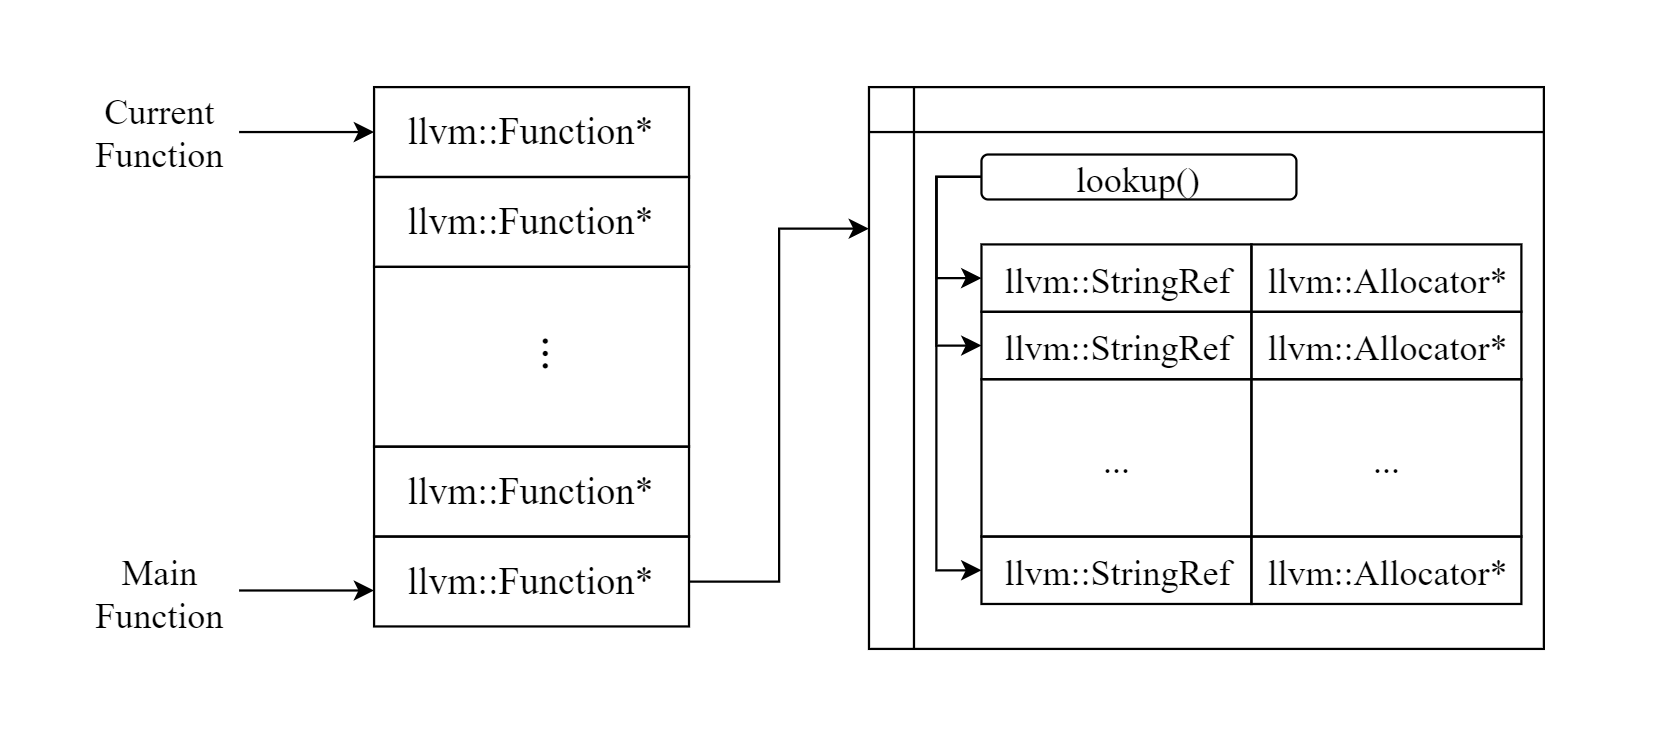 Current
Function
llvm::Function*
llvm::Function*
⋮
llvm::Function*
Main
Function
llvm::Function*
lookup()
llvm::StringRef llvm::Allocator*
llvm::StringRef llvm::Allocator*
... ...
llvm::StringRef llvm::Allocator*